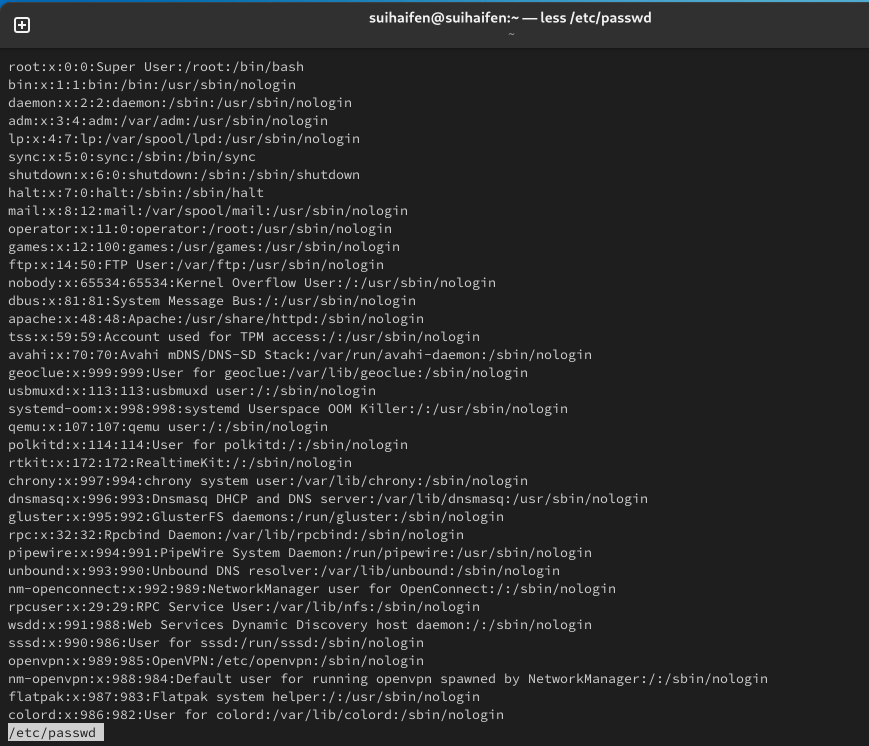 suihaifen@suihaifen:~ — less /etc/passwd
~
root:x:0:0:Super User:/root:/bin/bash
bin:x:1:1:bin:/bin:/usr/sbin/nologin
daemon:x:2:2:daemon:/sbin:/usr/sbin/nologin
adm:x:3:4:adm:/var/adm:/usr/sbin/nologin
lp:x:4:7:lp:/var/spool/lpd:/usr/sbin/nologin
sync:x:5:0:sync:/sbin:/bin/sync
shutdown:x:6:0:shutdown:/sbin:/sbin/shutdown
halt:x:7:0:halt:/sbin:/sbin/halt
mail:x:8:12:mail:/var/spool/mail:/usr/sbin/nologin
operator:x:11:0:operator:/root:/usr/sbin/nologin
games:x:12:100:games:/usr/games:/usr/sbin/nologin
ftp:x:14:50:FTP User:/var/ftp:/usr/sbin/nologin
nobody:x:65534:65534:Kernel Overflow User:/:/usr/sbin/nologin
dbus:x:81:81:System Message Bus:/:/usr/sbin/nologin
apache:x:48:48:Apache:/usr/share/httpd:/sbin/nologin
tss:x:59:59:Account used for TPM access:/:/usr/sbin/nologin
avahi:x:70:70:Avahi mDNS/DNS-SD Stack:/var/run/avahi-daemon:/sbin/nologin
geoclue:x:999:999:User for geoclue:/var/lib/geoclue:/sbin/nologin
usbmuxd:x:113:113:usbmuxd user:/:/sbin/nologin
systemd-oom:x:998:998:systemd Userspace OOM Killer:/:/usr/sbin/nologin
qemu:x:107:107:qemu user:/:/sbin/nologin
polkitd:x:114:114:User for polkitd:/:/sbin/nologin
rtkit:x:172:172:RealtimeKit:/:/sbin/nologin
chrony:x:997:994:chrony system user:/var/lib/chrony:/sbin/nologin
dnsmasq:x:996:993:Dnsmasq DHCP and DNS server:/var/lib/dnsmasq:/usr/sbin/nologin
gluster:x:995:992:GlusterFS daemons:/run/gluster:/sbin/nologin
rpc:x:32:32:Rpcbind Daemon:/var/lib/rpcbind:/sbin/nologin
pipewire:x:994:991:PipeWire System Daemon:/run/pipewire:/usr/sbin/nologin
unbound:x:993:990:Unbound DNS resolver:/var/lib/unbound:/sbin/nologin
nm-openconnect:x:992:989:NetworkManager user for OpenConnect:/:/sbin/nologin
rpcuser:x:29:29:RPC Service User:/var/lib/nfs:/sbin/nologin
wsdd:x:991:988:Web Services Dynamic Discovery host daemon:/:/sbin/nologin
sssd:x:990:986:User for sssd:/run/sssd:/sbin/nologin
openvpn:x:989:985:OpenVPN:/etc/openvpn:/sbin/nologin
nm-openvpn:x:988:984:Default user for running openvpn spawned by NetworkManager:/:/sbin/nologin
flatpak:x:987:983:Flatpak system helper:/:/usr/sbin/nologin
colord:x:986:982:User for colord:/var/lib/colord:/sbin/nologin
/etc/passwd